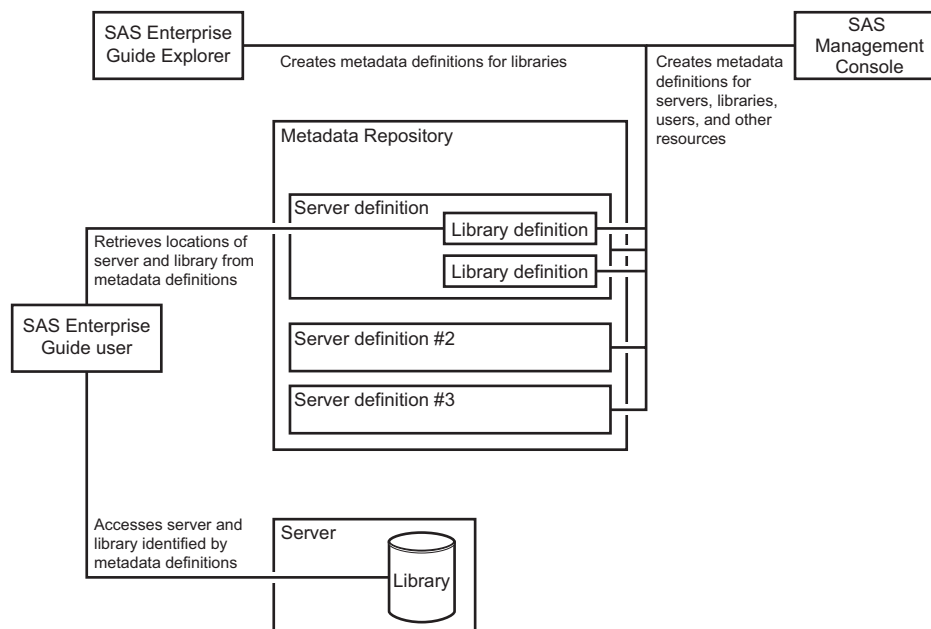 SAS Enterprise
Guide Explorer
SAS
Management
Console
Creates metadata definitions for libraries
Creates metadata
definitions for
servers, libraries,
users, and other
resources
Metadata Repository
Server definition
Library definition
Library definition
Retrieves locations of
server and library from
metadata definitions
SAS Enterprise
Guide user
Server definition #2
Server definition #3
Accesses server and
library identified by
metadata definitions
Server
Library